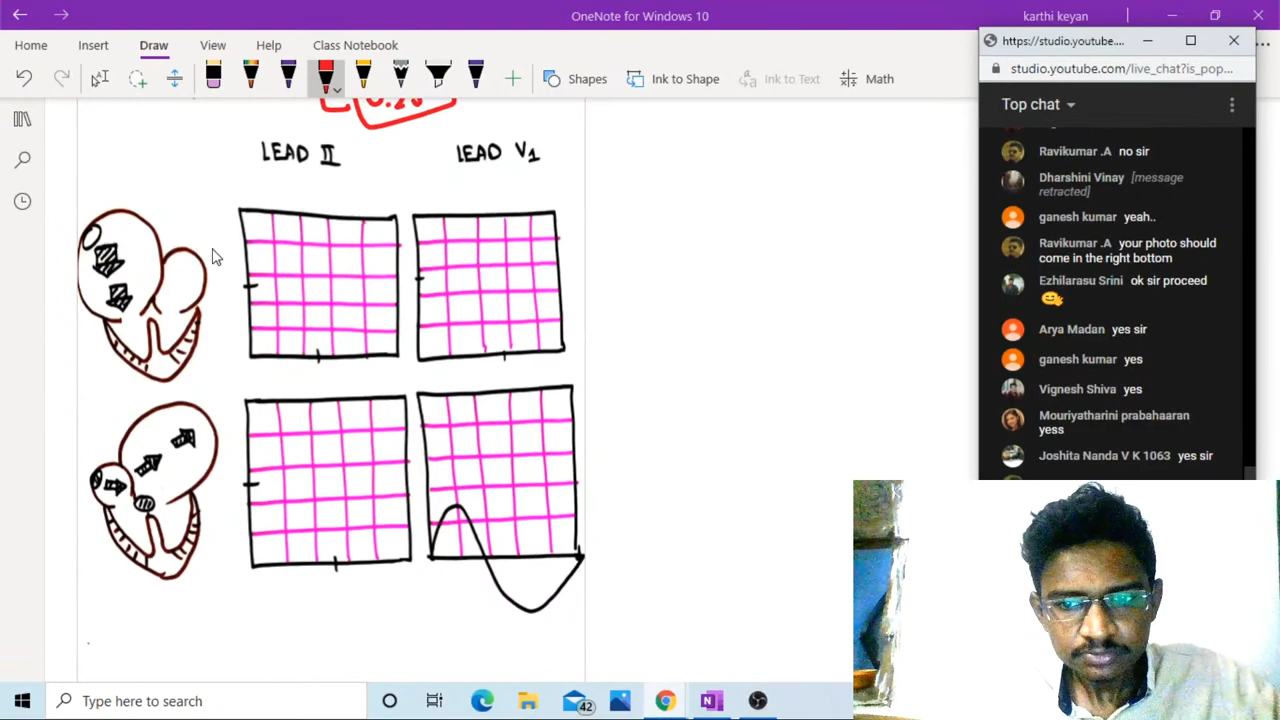 OneNote for Windows 10
karthi keyan
Home Insert Draw View Help Class Notebook
Shapes
Ink to Shape
Ink to Text
Math
LEAD II
LEAD V1
https://studio.youtube....
studio.youtube.com/live_chat?is_pop...
Top chat
Ravikumar .A no sir
Dharshini Vinay [message
retracted]
ganesh kumar yeah..
Ravikumar .A your photo should
come in the right bottom
Ezhilarasu Srini ok sir proceed
Arya Madan yes sir
ganesh kumar yes
Vignesh Shiva yes
Mouriyatharini prabahaaran
yess
Joshita Nanda V K 1063 yes sir
Type here to search
42